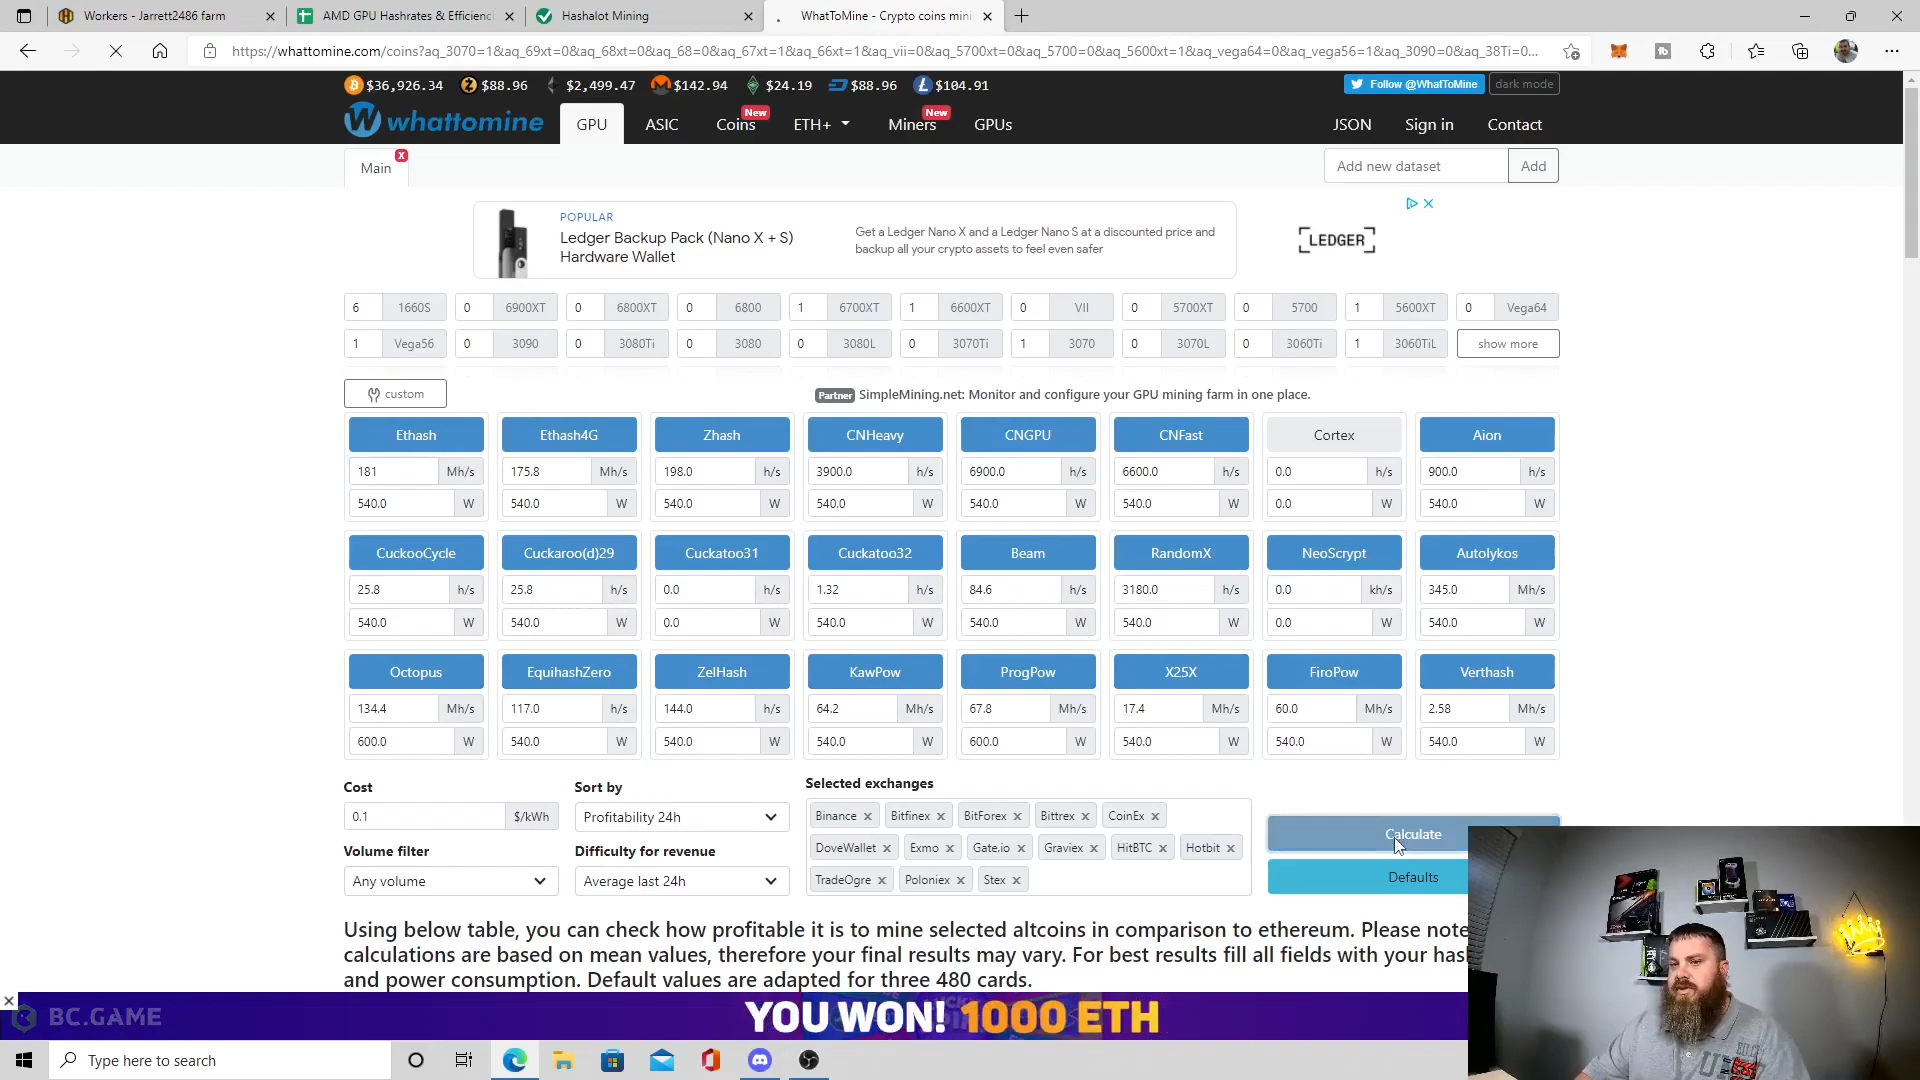 Workers - Jarrett2486 farm
AMD GPU Hashrates & Efficienc
Hashalot Mining
WhatToMine - Crypto coins mini
https://whattomine.com/coins?aq_3070=1&aq_69xt=0&aq_68xt=0&aq_68=0&aq_67xt=1&aq_66xt=1&aq_vii=0&aq_5700xt=0&aq_5700=0&aq_5600xt=1&aq_vega64=0&aq_vega56=1&aq_3090=0&aq_38Ti=0...
$36,926.34 $88.96 $2,499.47 $142.94 $24.19 $88.96 $104.91
Follow @WhatToMine dark mode
whattomine
GPU ASIC Coins New ETH+ Miners New GPUs
JSON Sign in Contact
Main x
Add new dataset Add
POPULAR
Ledger Backup Pack (Nano X + S)
Hardware Wallet
Get a Ledger Nano X and a Ledger Nano S at a discounted price and
backup all your crypto assets to feel even safer
LEDGER
6 1660S 0 6900XT 0 6800XT 0 6800 1 6700XT 1 6600XT 0 VII 0 5700XT 0 5700 1 5600XT 0 Vega64
1 Vega56 0 3090 0 3080Ti 0 3080 0 3080L 0 3070Ti 1 3070 0 3070L 0 3060Ti 1 3060TiL show more
custom
Partner SimpleMining.net: Monitor and configure your GPU mining farm in one place.
Ethash Ethash4G Zhash CNHeavy CNGPU CNFast Cortex Aion
181 Mh/s 175.8 Mh/s 198.0 h/s 3900.0 h/s 6900.0 h/s 6600.0 h/s 0.0 h/s 900.0 h/s
540.0 W 540.0 W 540.0 W 540.0 W 540.0 W 540.0 W 0.0 W 540.0 W
CuckooCycle Cuckaroo(d)29 Cuckatoo31 Cuckatoo32 Beam RandomX NeoScrypt Autolykos
25.8 h/s 25.8 h/s 0.0 h/s 1.32 h/s 84.6 h/s 3180.0 h/s 0.0 kh/s 345.0 Mh/s
540.0 W 540.0 W 0.0 W 540.0 W 540.0 W 540.0 W 0.0 W 540.0 W
Octopus EquihashZero ZelHash KawPow ProgPow X25X FiroPow Verthash
134.4 Mh/s 117.0 h/s 144.0 h/s 64.2 Mh/s 67.8 Mh/s 17.4 Mh/s 60.0 Mh/s 2.58 Mh/s
600.0 W 540.0 W 540.0 W 540.0 W 600.0 W 540.0 W 540.0 W 540.0 W
Cost Sort by Selected exchanges
0.1 $/kWh Profitability 24h
Binance Bitfinex BitForex Bittrex CoinEx
Calculate
Volume filter Difficulty for revenue
DoveWallet Exmo Gate.io Graviex HitBTC Hotbit
Any volume Average last 24h
TradeOgre Poloniex Stex
Defaults
Using below table, you can check how profitable it is to mine selected altcoins in comparison to ethereum. Please note
calculations are based on mean values, therefore your final results may vary. For best results fill all fields with your hash
and power consumption. Default values are adapted for three 480 cards.
BC.GAME
YOU WON! 1000 ETH
Type here to search